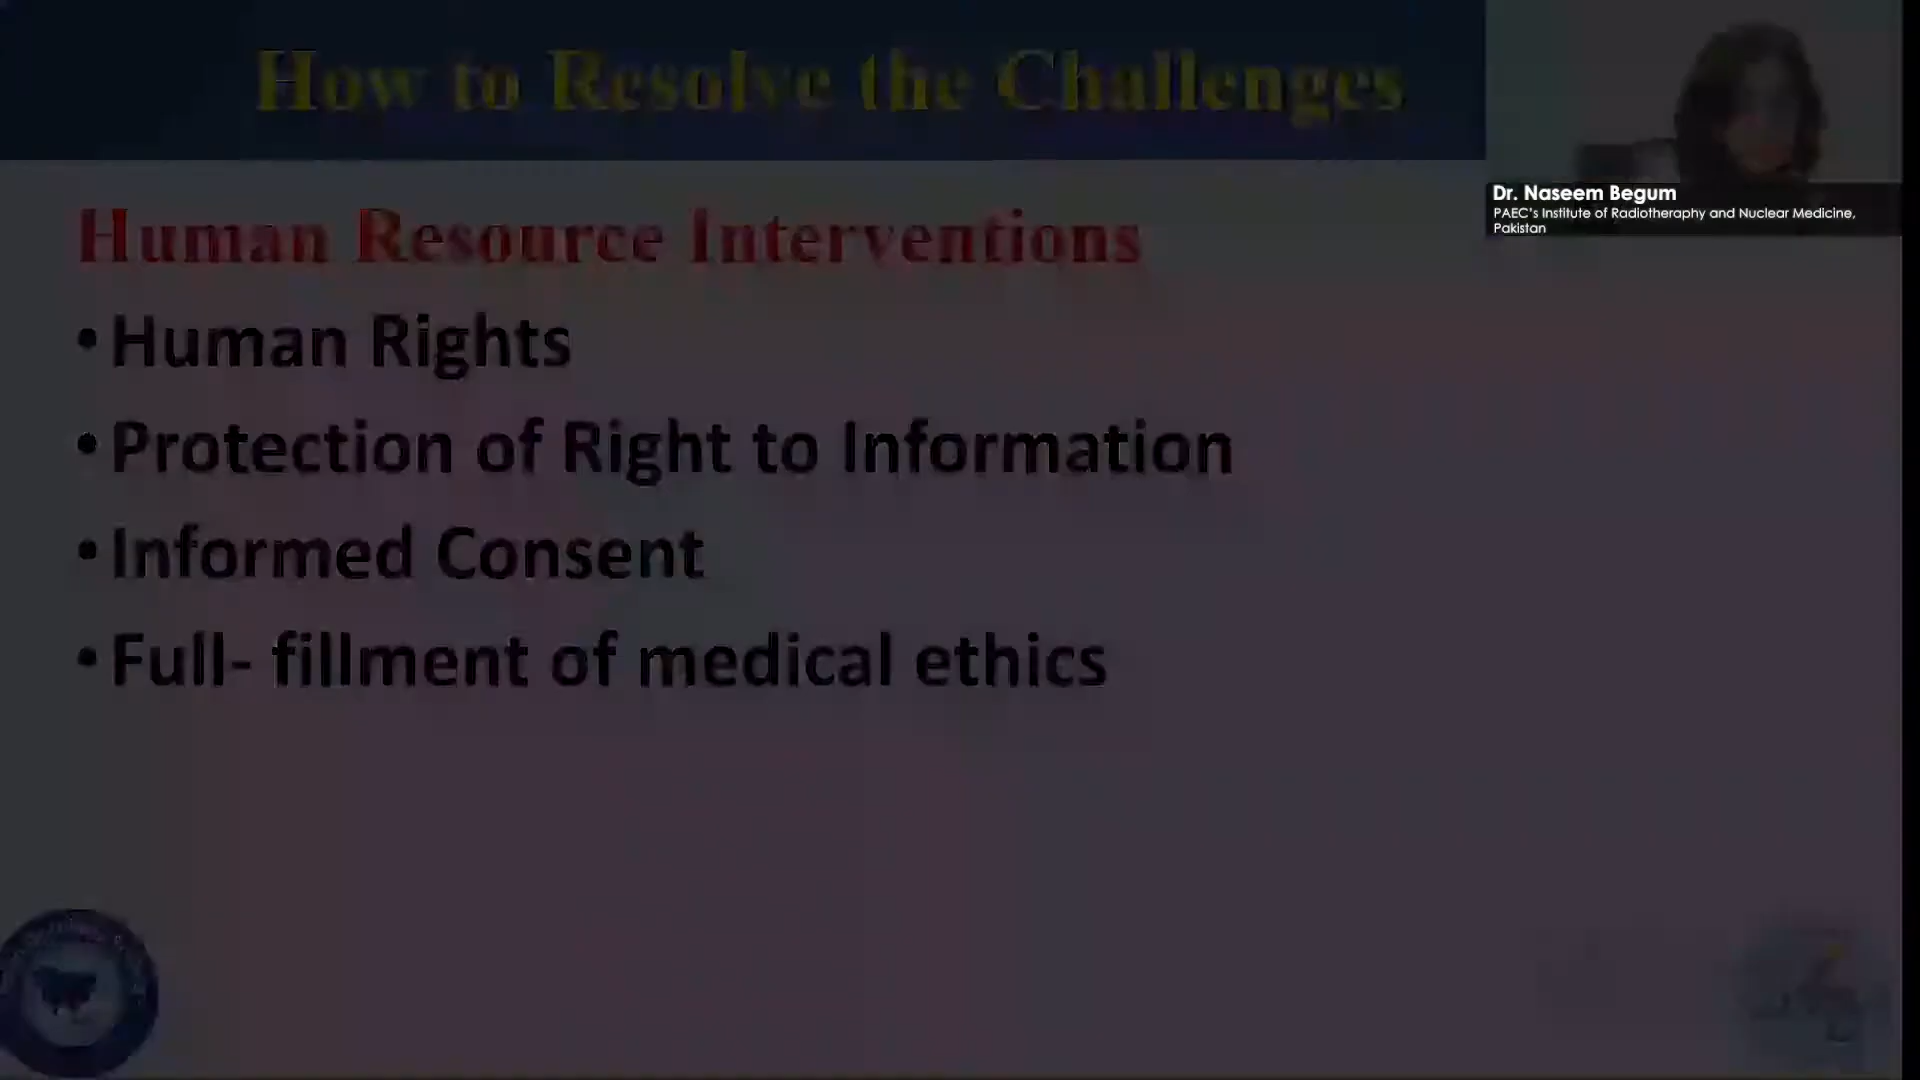 How to Resolve the Challenges
Dr. Naseem Begum
PAEC's Institute of Radiotheraphy and Nuclear Medicine,
Pakistan
Human Resource Interventions
• Human Rights
• Protection of Right to Information
• Informed Consent
• Full- fillment of medical ethics